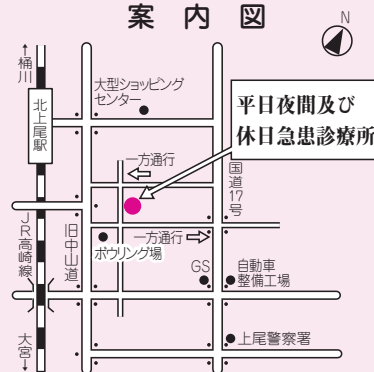 案内図
N
←桶川
北上尾駅
大型ショッピング
センター
平日夜間及び
休日急患診療所
一方通行
国道17号
一方通行
ボウリング場
旧中山道
JR高崎線
GS
自動車
整備工場
上尾警察署
大宮→